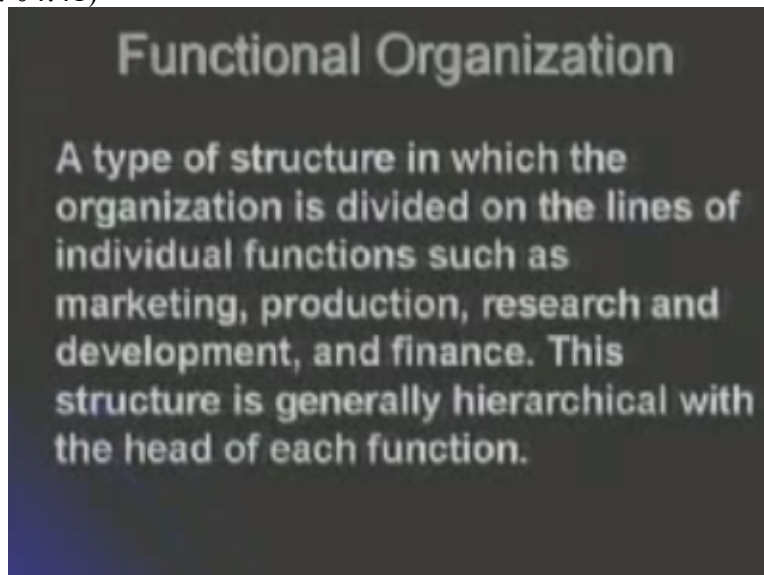 Functional Organization
A type of structure in which the
organization is divided on the lines of
individual functions such as
marketing, production, research and
development, and finance. This
structure is generally hierarchical with
the head of each function.